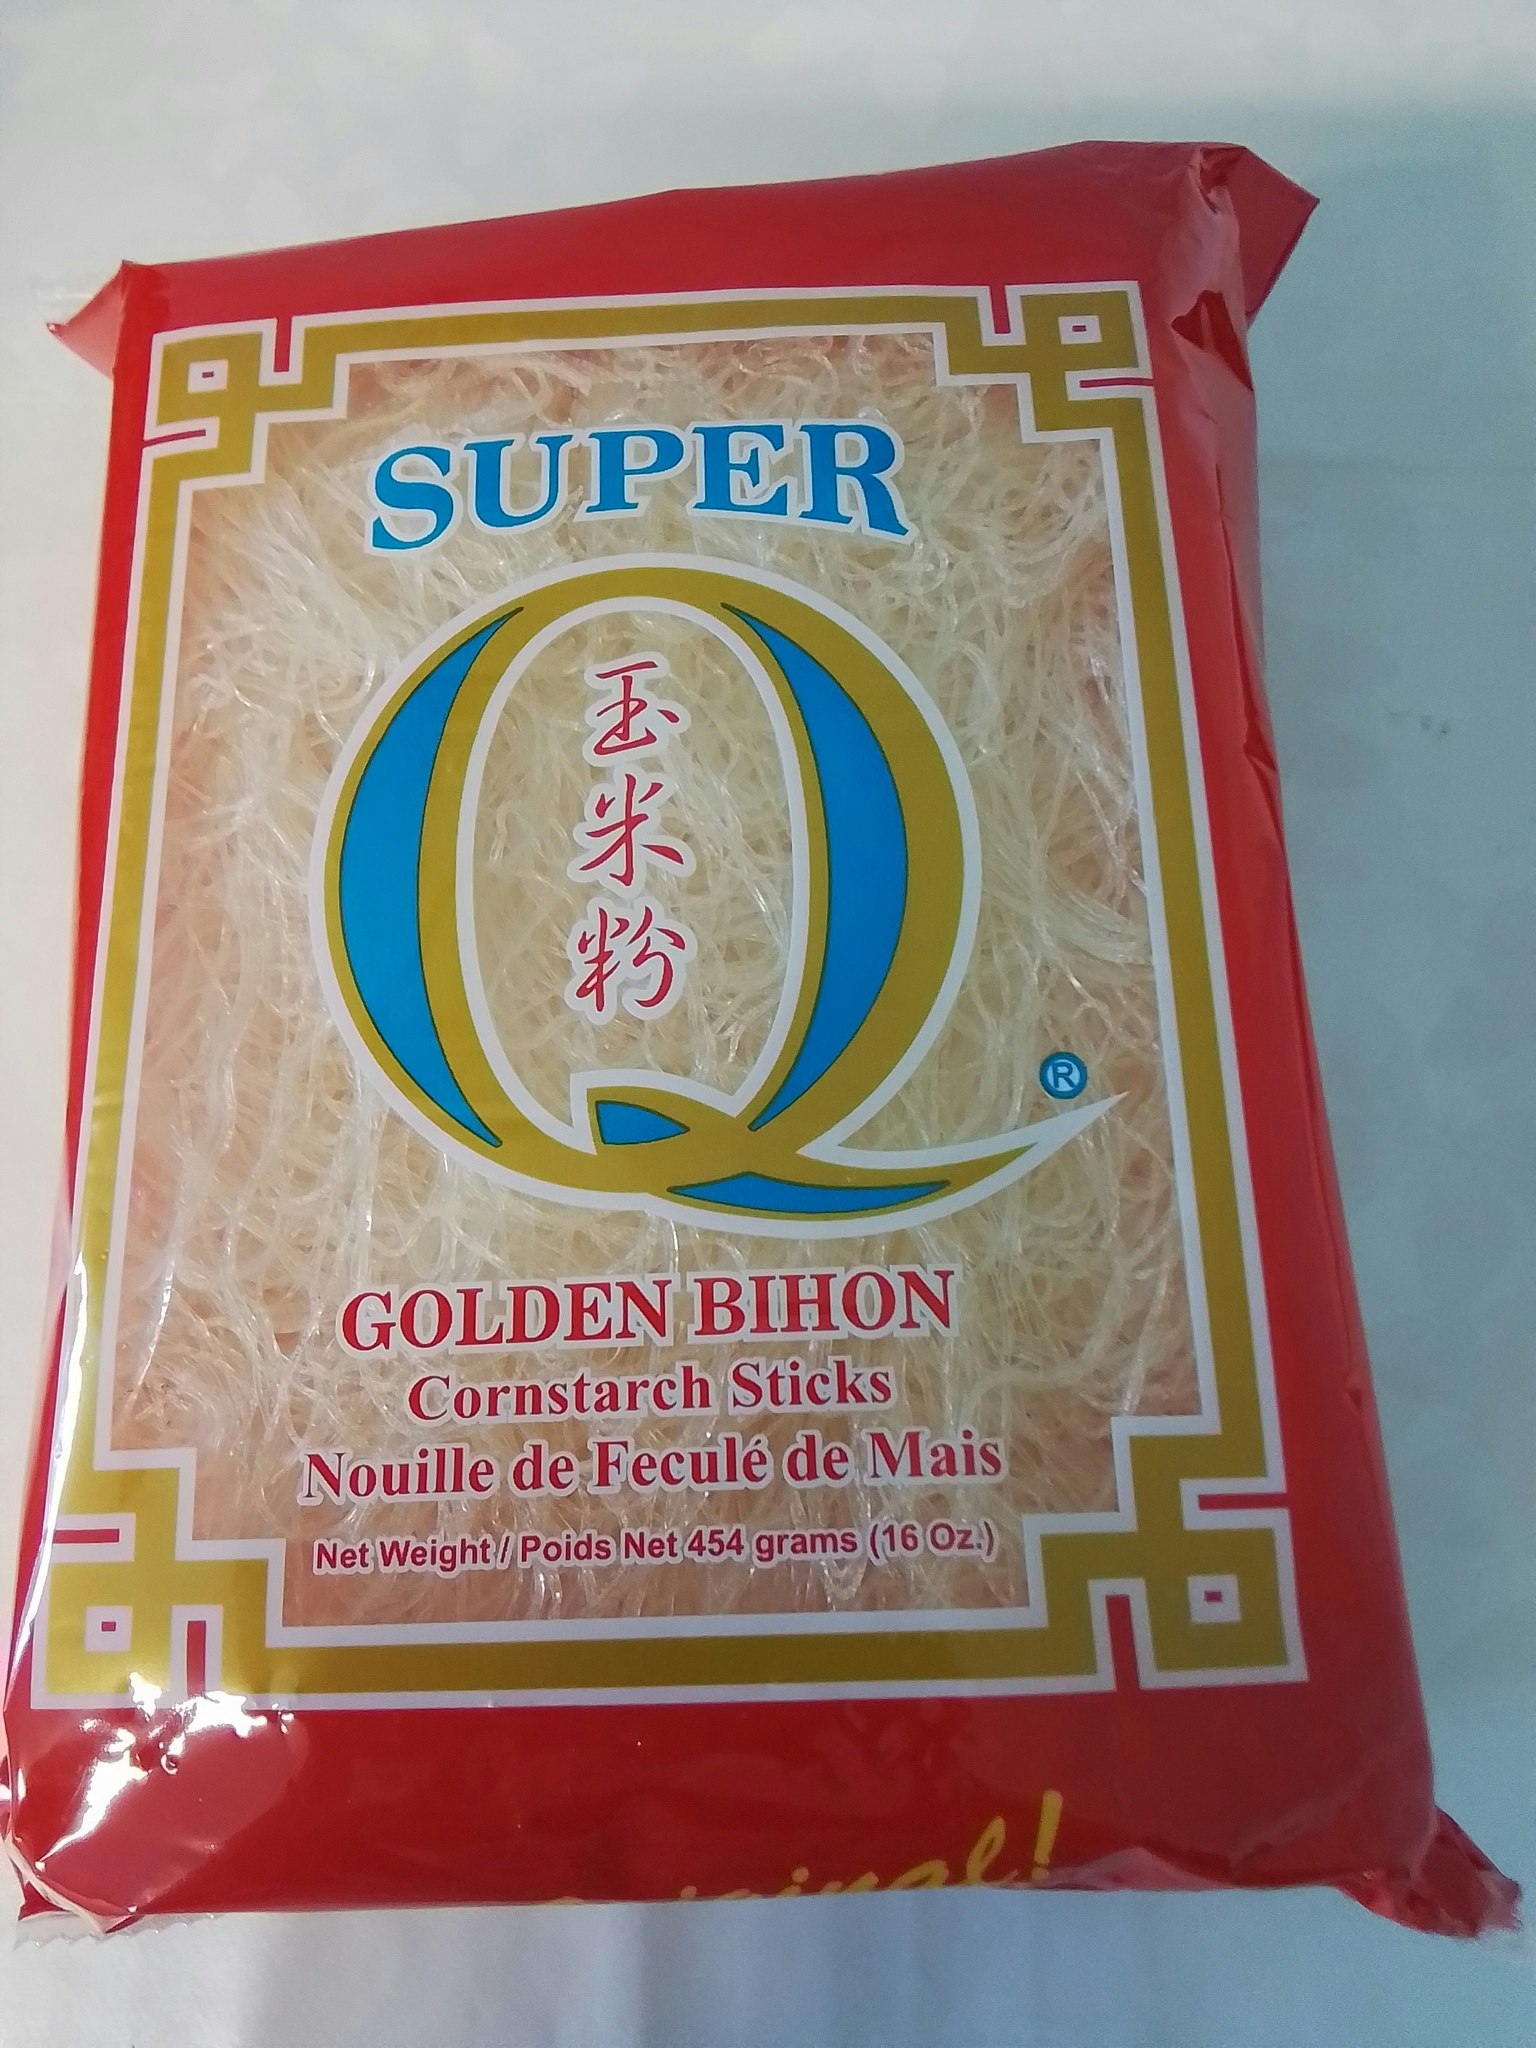 SUPER
Q
玉米粉
®
GOLDEN BIHON
Cornstarch Sticks
Nouille de Feculé de Mais
Net Weight / Poids Net 454 grams (16 Oz.)